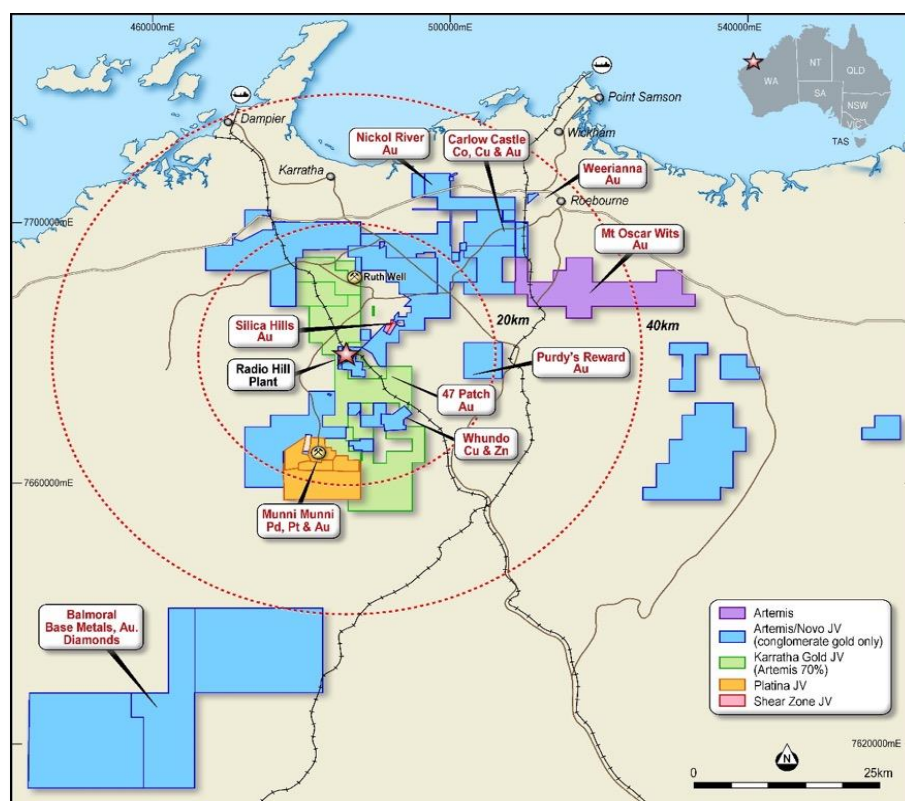 460000mE
500000mE
540000mE
NT
WA
QLD
SA
NSW
VIC
TAS
Point Samson
Dampier
Nickol River
Au
Carlow Castle
Co, Cu & Au
Wickham
Karratha
Weerianna
Au
Roebourne
7700000mE
Mt Oscar Wits
Au
Ruth Well
Silica Hills
Au
20km
40km
Radio Hill
Plant
Purdy's Reward
Au
47 Patch
Au
Whundo
Cu & Zn
7660000mE
Munni Munni
Pd, Pt & Au
Balmoral
Base Metals, Au.
Diamonds
Artemis
Artemis/Novo JV
(conglomerate gold only)
Karratha Gold JV
(Artemis 70%)
Platina JV
Shear Zone JV
7620000mE
N
0
25km